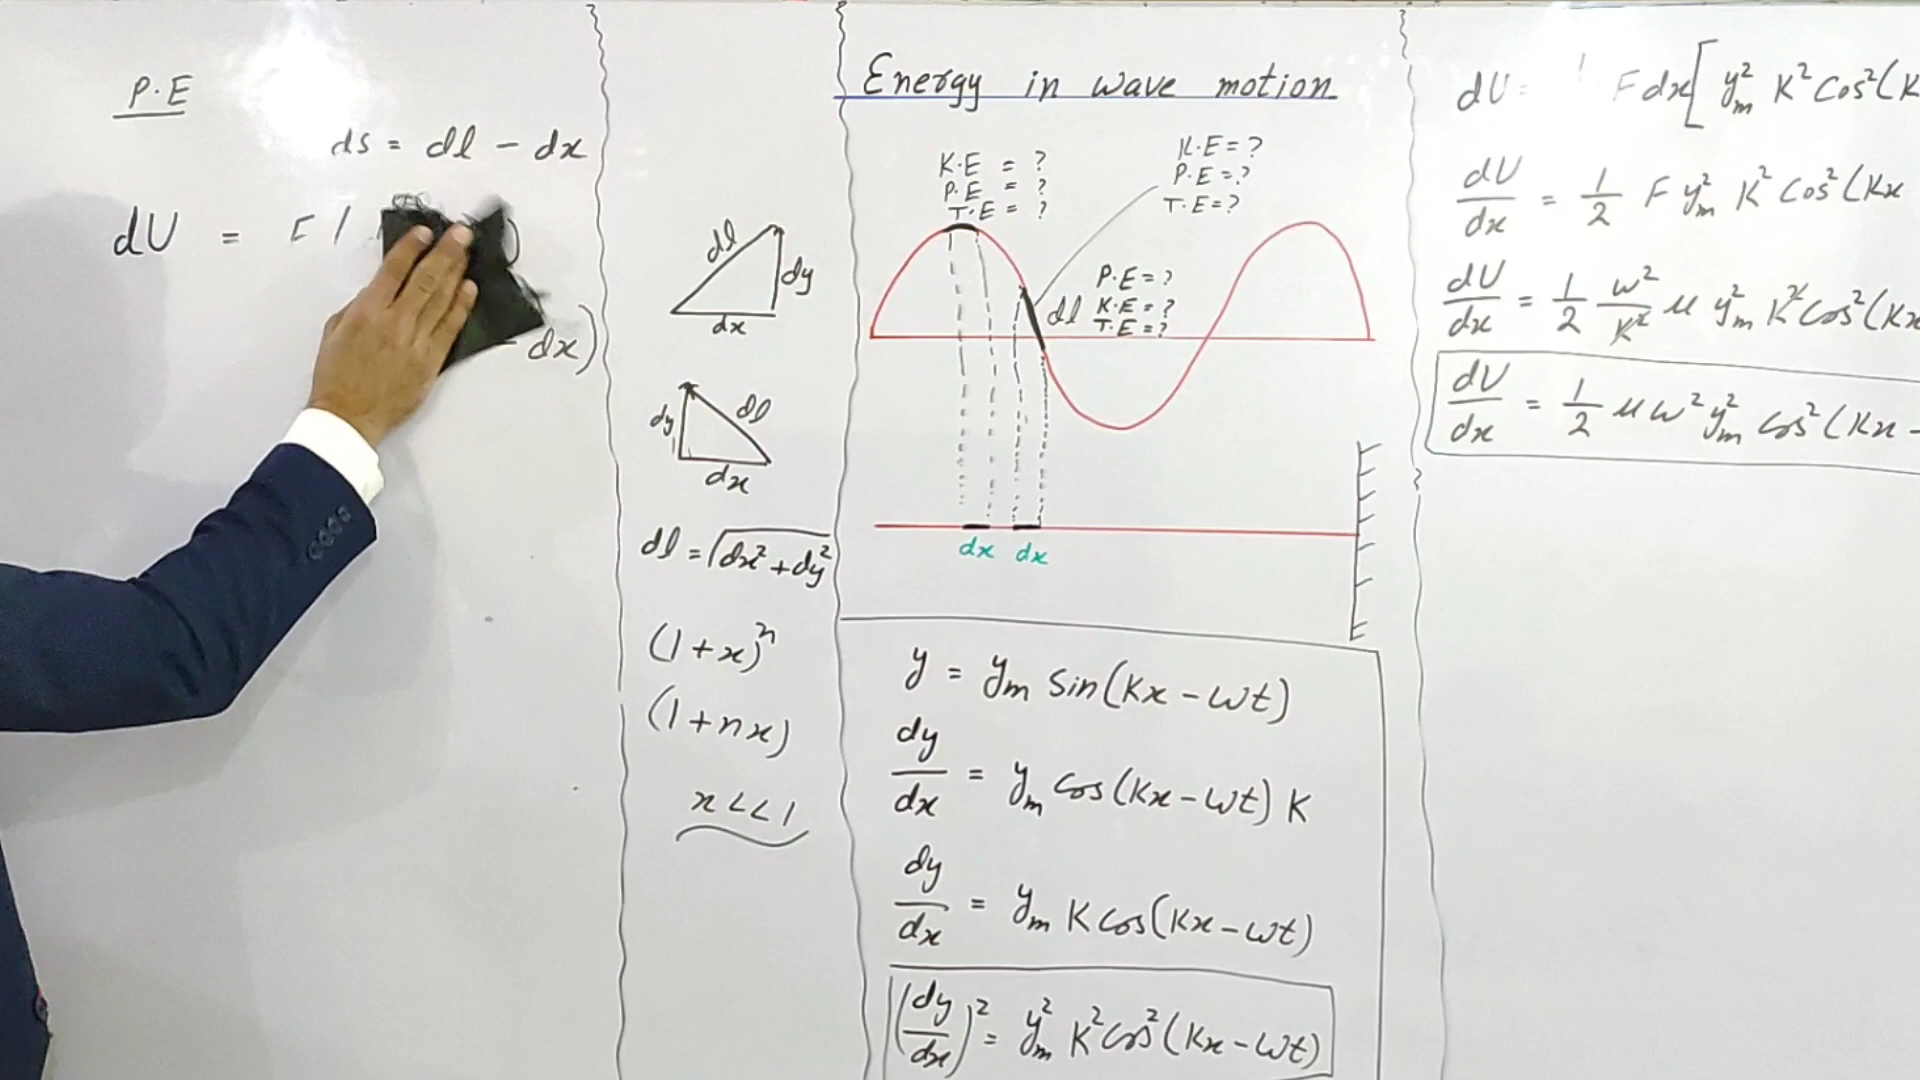 P.E
ds = dl - dx
dU =
dx)
dl
dy
dx
dy
dl
dx
dl = √dx² + dy²
(1 + x)ⁿ
(1 + nx)
x << 1
Energy in wave motion
K.E = ?
P.E = ?
T.E = ?
K.E = ?
P.E = ?
T.E = ?
P.E = ?
dl K.E = ?
T.E = ?
dx dx
y = yₘ Sin(Kx - ωt)
dy/dx = yₘ Cos(Kx - ωt) K
dy/dx = yₘ K Cos(Kx - ωt)
(dy/dx)² = yₘ² K² Cos²(Kx - ωt)
dU = F dx [yₘ² K² Cos²(K
dU/dx = 1/2 F yₘ² K² Cos²(Kx
dU/dx = 1/2 ω²/K² μ yₘ² K² Cos²(Kx
dU/dx = 1/2 μ ω² yₘ² Cos²(Kx -